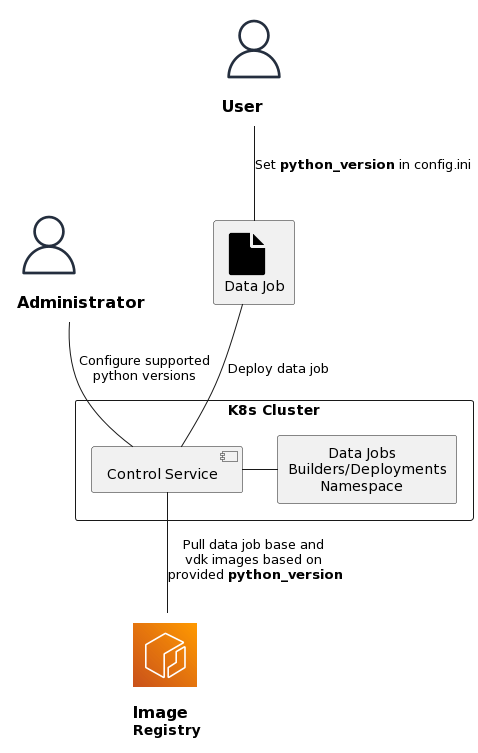 User
Set python_version in config.ini
Data Job
Administrator
Configure supported
python versions
Deploy data job
K8s Cluster
Control Service
Data Jobs
Builders/Deployments
Namespace
Pull data job base and
vdk images based on
provided python_version
Image
Registry